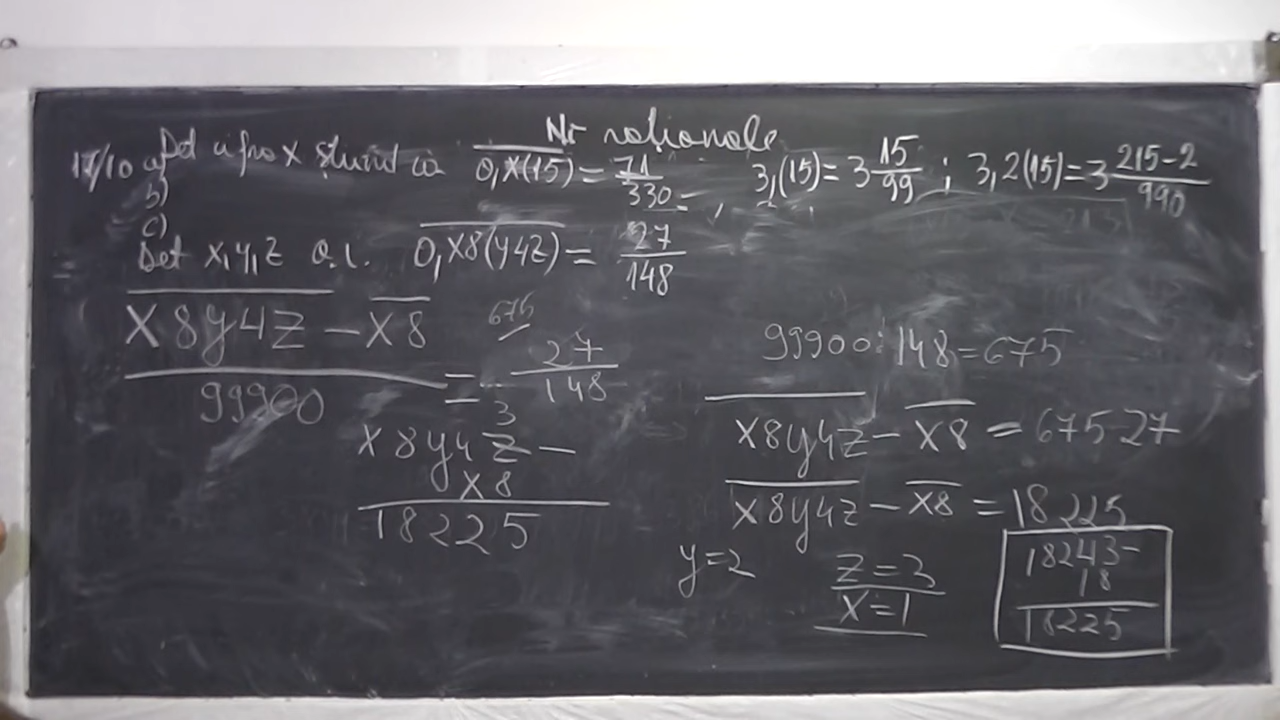 Nr raționale
17/10 a) Det cifra x știind că 0,x(15) = 71/330 = 3,(15) = 3 15/99 ; 3,2(15) = 3 215-2/990
b)
c)
Det x,y,z a.î. 0,x8(y4z) = 27/148
x8y4z - x8 / 99900 = 675 27/148
99900:148=675
x8y4z - x8 = 675·27
x8y4z - x8 = 18225
3
x8y4z -
x8
18225
y=2
z=3
x=1
18243-
18
18225